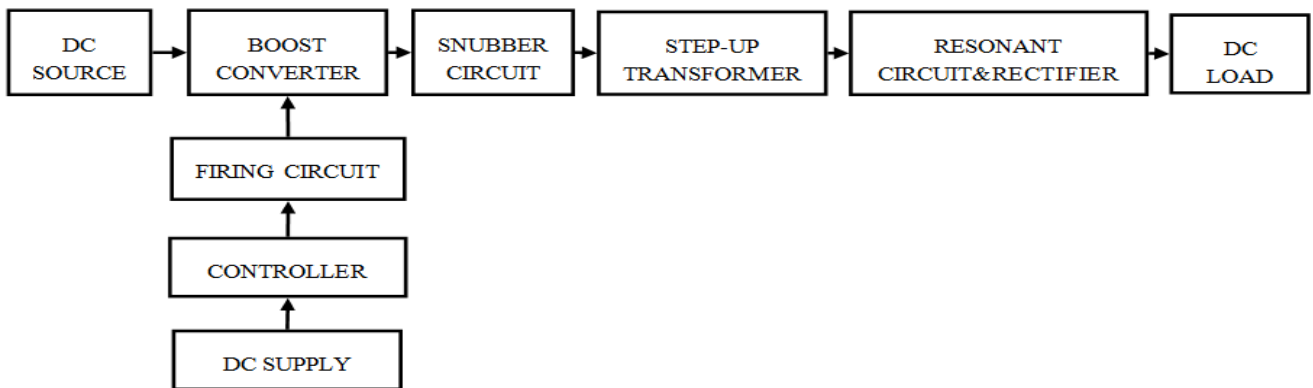 DC
SOURCE
BOOST
CONVERTER
SNUBBER
CIRCUIT
STEP-UP
TRANSFORMER
RESONANT
CIRCUIT&RECTIFIER
DC
LOAD
FIRING CIRCUIT
CONTROLLER
DC SUPPLY